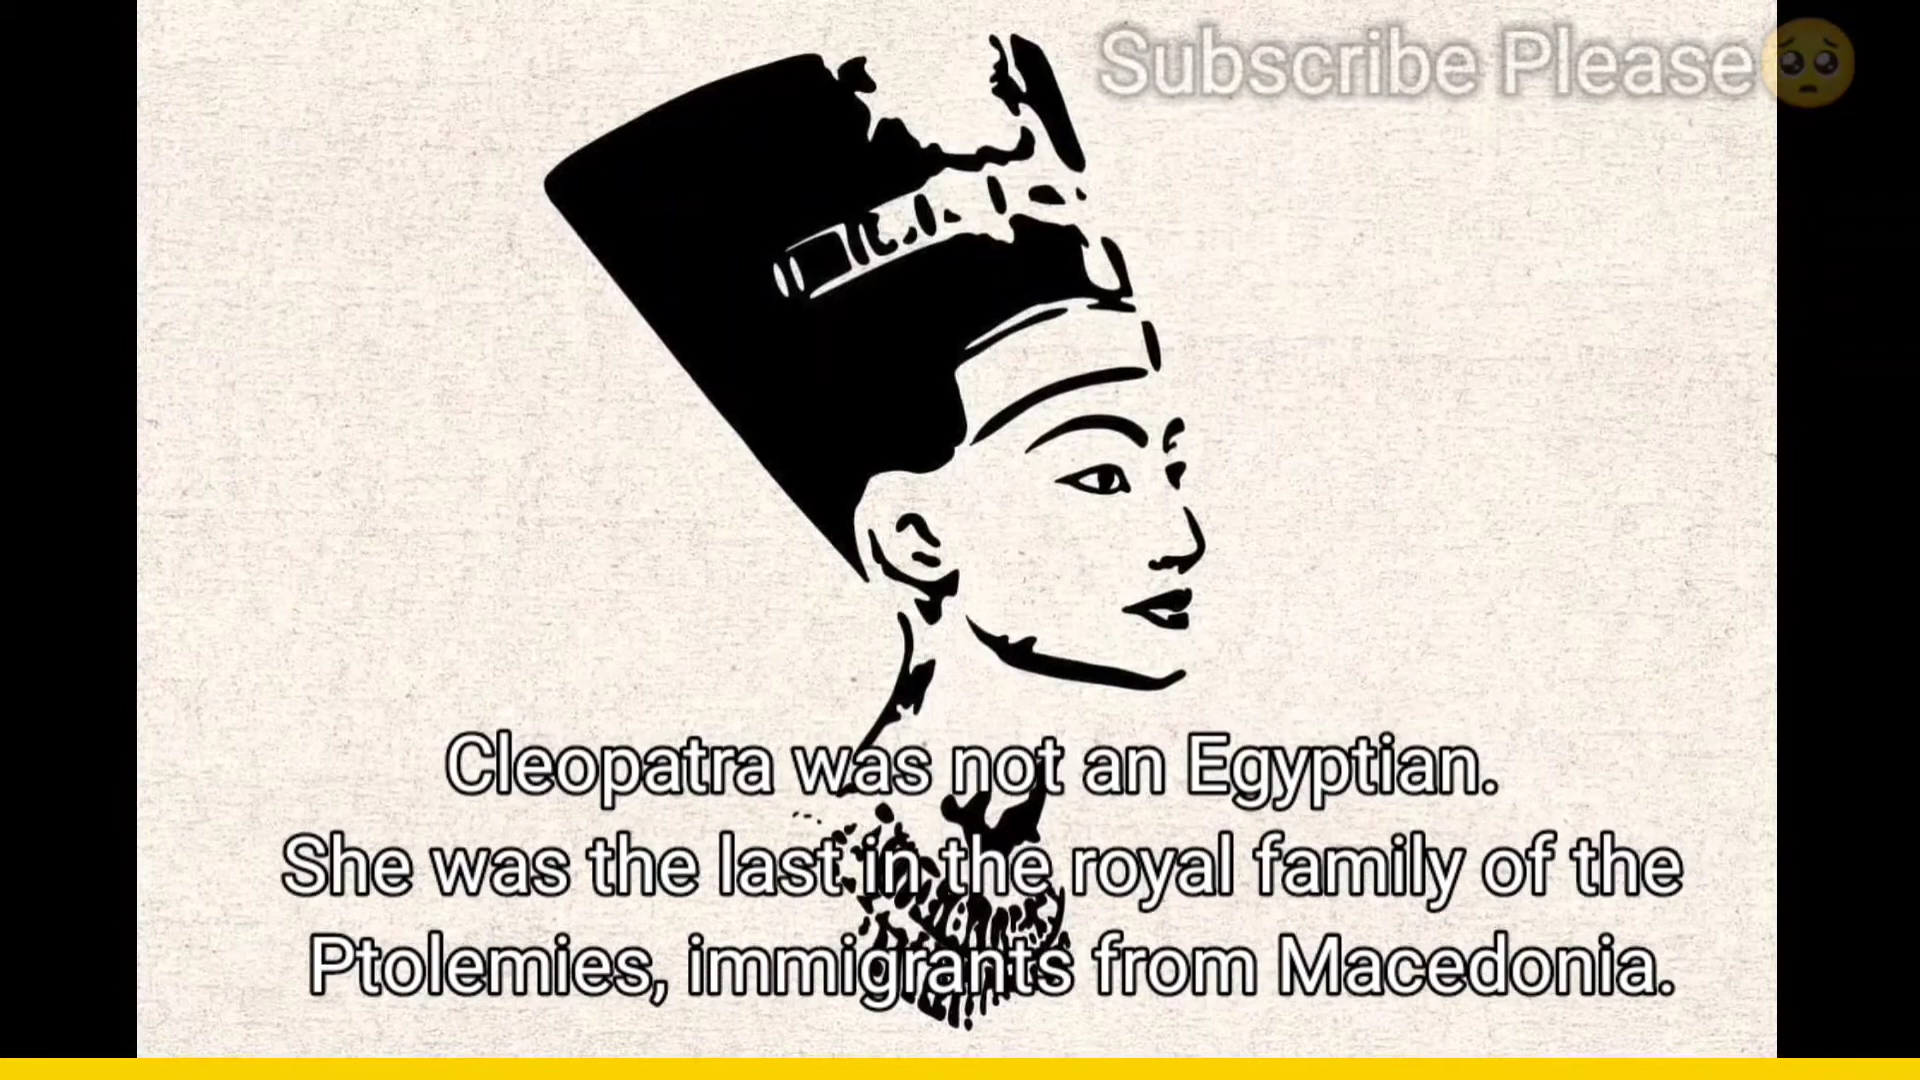 Subscribe Please🥺
Cleopatra was not an Egyptian.
She was the last in the royal family of the
Ptolemies, immigrants from Macedonia.